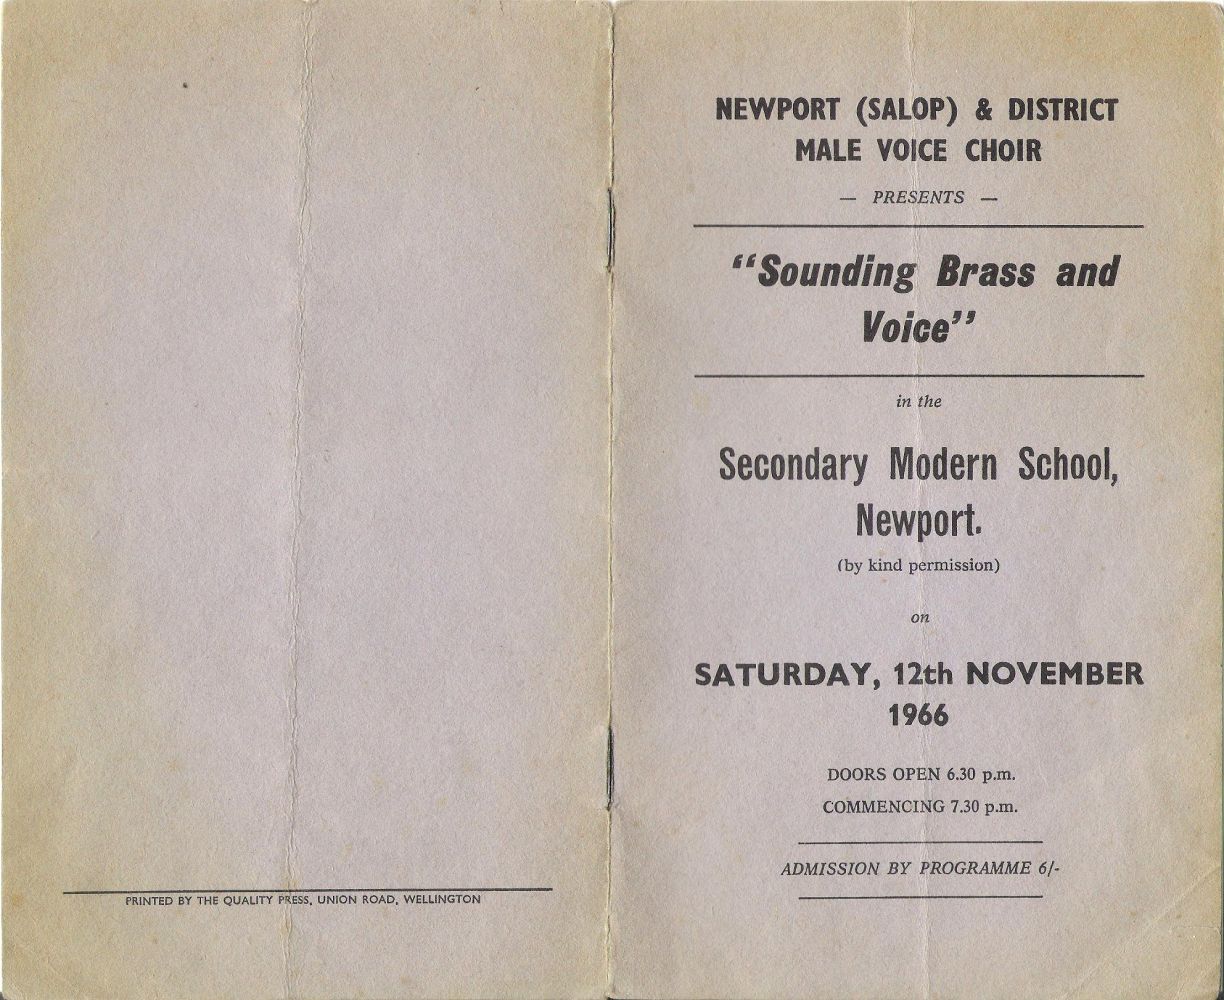 PRINTED BY THE QUALITY PRESS, UNION ROAD, WELLINGTON
NEWPORT (SALOP) & DISTRICT
MALE VOICE CHOIR
— PRESENTS —
“Sounding Brass and
Voice”
in the
Secondary Modern School,
Newport.
(by kind permission)
on
SATURDAY, 12th NOVEMBER
1966
DOORS OPEN 6.30 p.m.
COMMENCING 7.30 p.m.
ADMISSION BY PROGRAMME 6/-